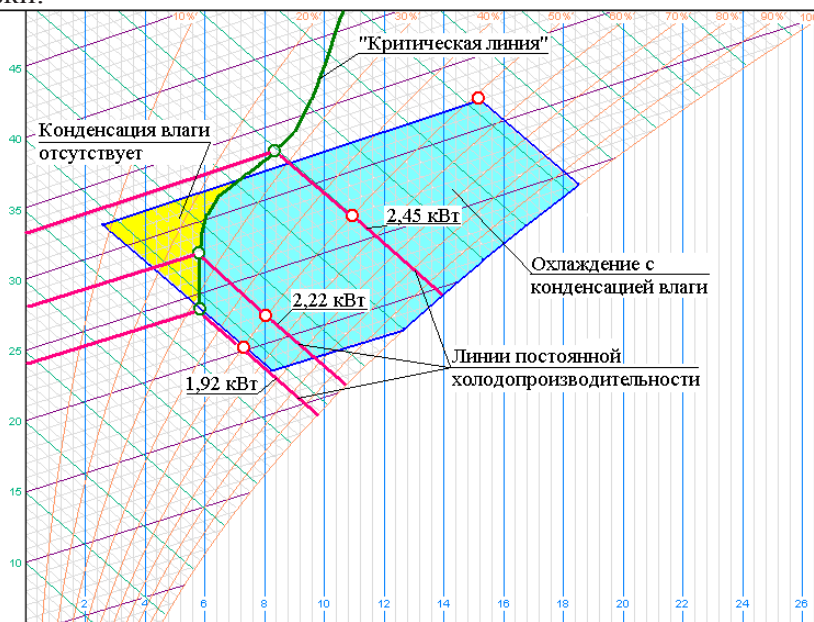 10% 20% 30% 40% 50% 60% 70% 80% 90% 100
"Критическая линия"
45
Конденсация влаги
отсутствует
40
35
2,45 кВт
Охлаждение с
конденсацией влаги
30
2,22 кВт
25
Линии постоянной
холодопроизводительности
1,92 кВт
20
15
10
2 4 6 8 10 12 14 16 18 20 22 24 26